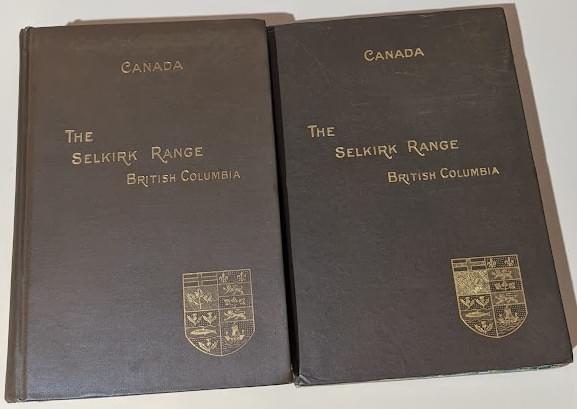 CANADA
THE
SELKIRK RANGE
BRITISH COLUMBIA
CANADA
THE
SELKIRK RANGE
BRITISH COLUMBIA